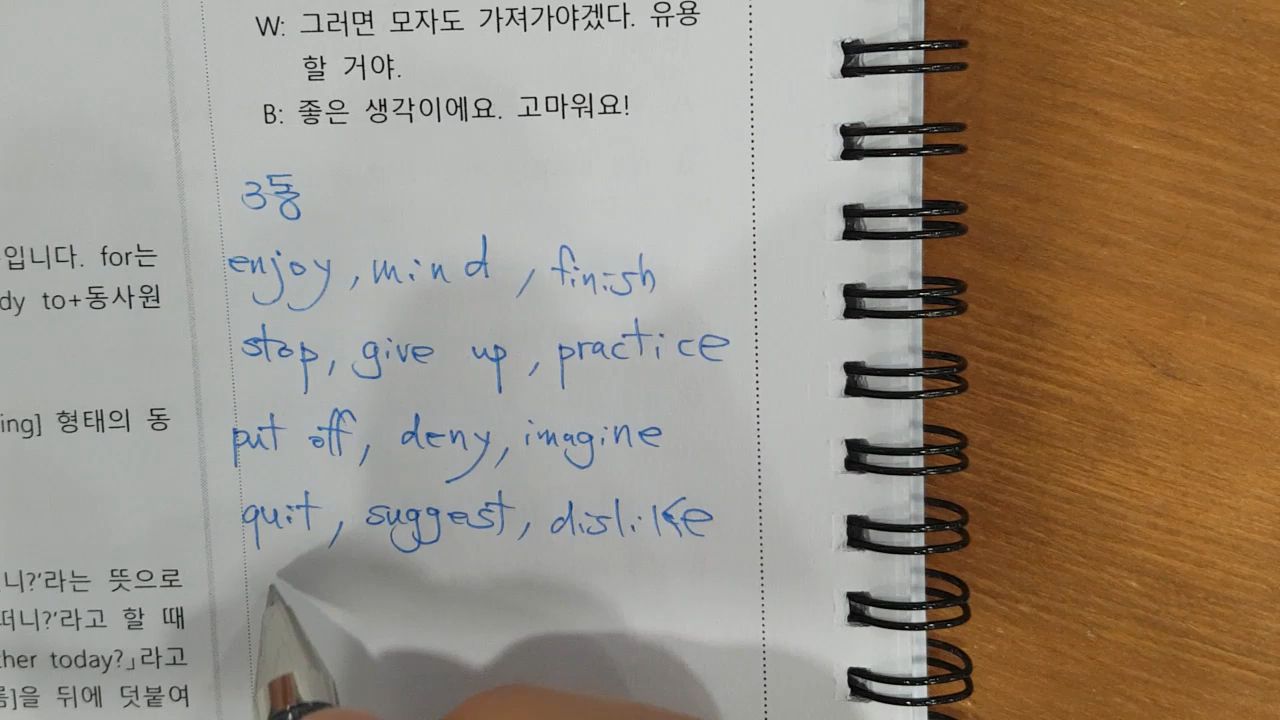 W: 그러면 모자도 가져가야겠다. 유용
할 거야.
B: 좋은 생각이에요. 고마워요!
3동
입니다. for는
enjoy, mind, finish
dy to+동사원
stop, give up, practice
ing] 형태의 동
put off, deny, imagine
quit, suggest, dislike
니?’라는 뜻으로
떠니?’라고 할 때
ther today?」라고
]을 뒤에 덧붙여